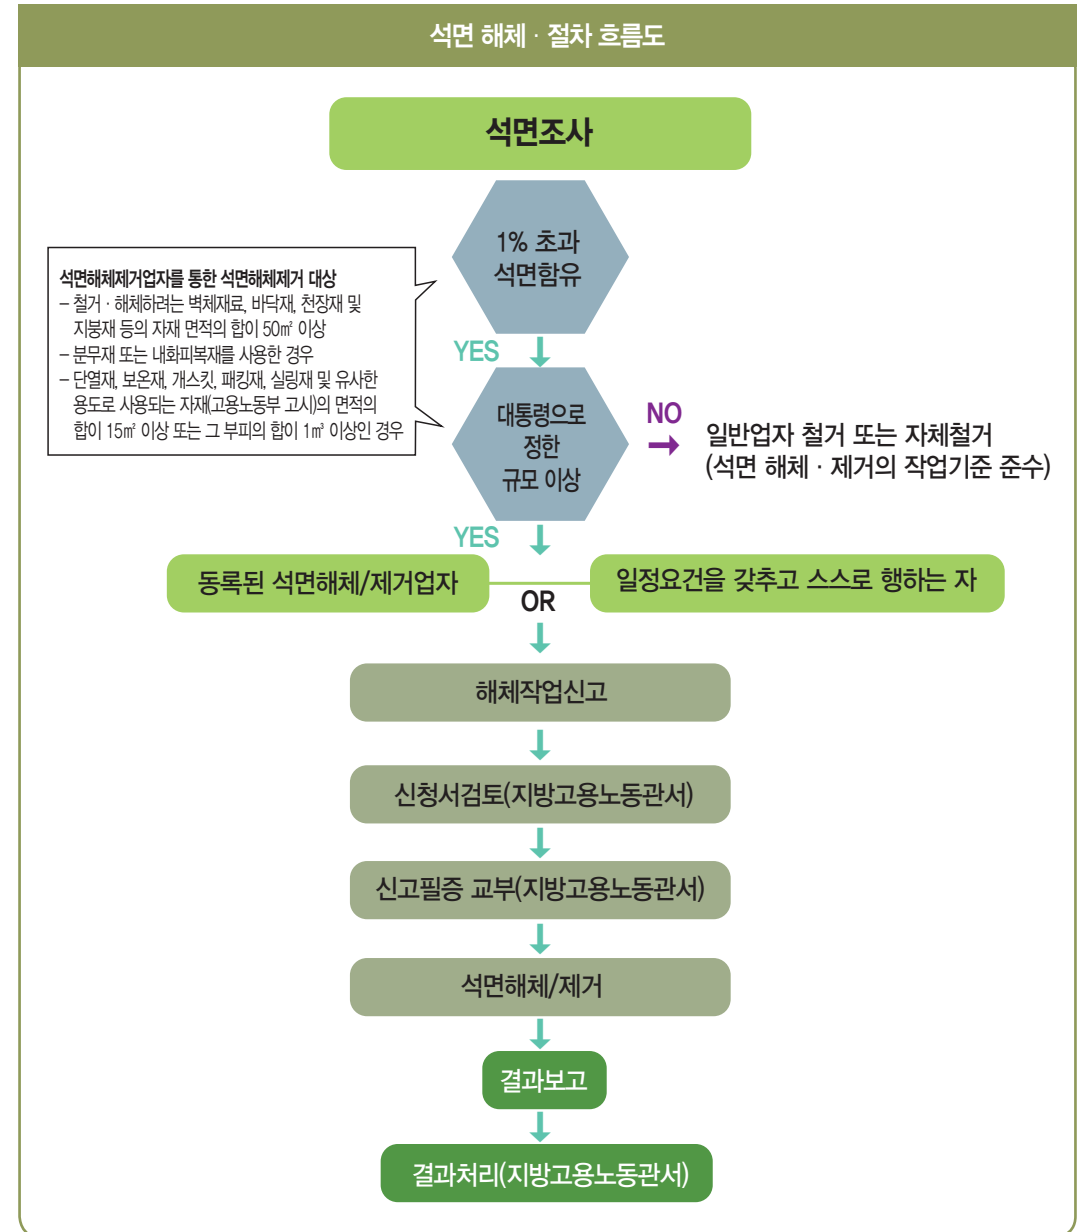 석면 해체 · 절차 흐름도
석면조사
1% 초과
석면함유
석면해체제거업자를 통한 석면해체제거 대상
– 철거 · 해체하려는 벽체재료, 바닥재, 천장재 및
지붕재 등의 자재 면적의 합이 50㎡ 이상
– 분무재 또는 내화피복재를 사용한 경우
– 단열재, 보온재, 개스킷, 패킹재, 실링재 및 유사한
용도로 사용되는 자재(고용노동부 고시)의 면적의
합이 15㎡ 이상 또는 그 부피의 합이 1㎥ 이상인 경우
YES
대통령으로
정한
규모 이상
NO
일반업자 철거 또는 자체철거
(석면 해체 · 제거의 작업기준 준수)
YES
동록된 석면해체/제거업자
OR
일정요건을 갖추고 스스로 행하는 자
해체작업신고
신청서검토(지방고용노동관서)
신고필증 교부(지방고용노동관서)
석면해체/제거
결과보고
결과처리(지방고용노동관서)